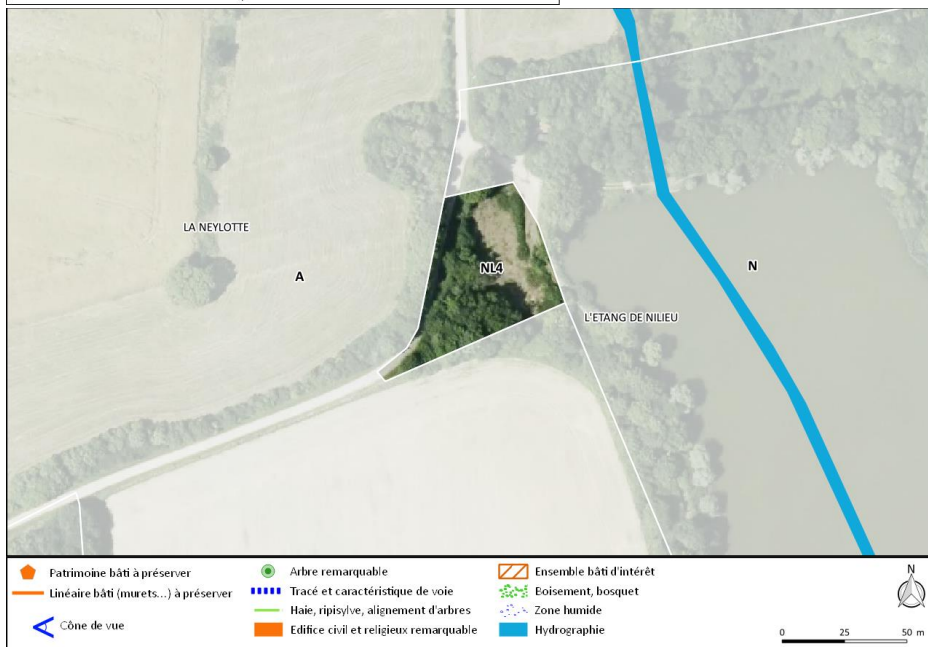 LA NEYLOTTE
A
NL4
N
L'ETANG DE NILIEU
Patrimoine bâti à préserver
Linéaire bâti (murets...) à préserver
Cône de vue
Arbre remarquable
Tracé et caractéristique de voie
Haie, ripisylve, alignement d'arbres
Edifice civil et religieux remarquable
Ensemble bâti d'intérêt
Boisement, bosquet
Zone humide
Hydrographie
N
0 25 50 m